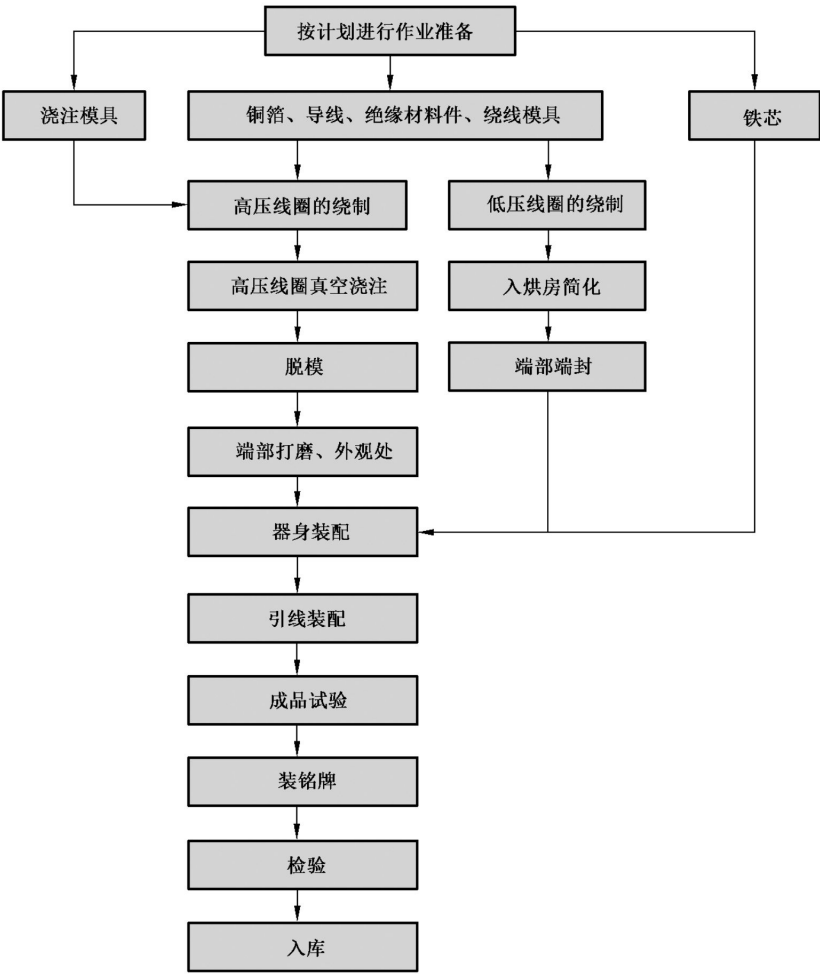 按计划进行作业准备
浇注模具
铜箔、导线、绝缘材料件、绕线模具
铁芯
高压线圈的绕制
低压线圈的绕制
高压线圈真空浇注
入烘房简化
脱模
端部端封
端部打磨、外观处
器身装配
引线装配
成品试验
装铭牌
检验
入库